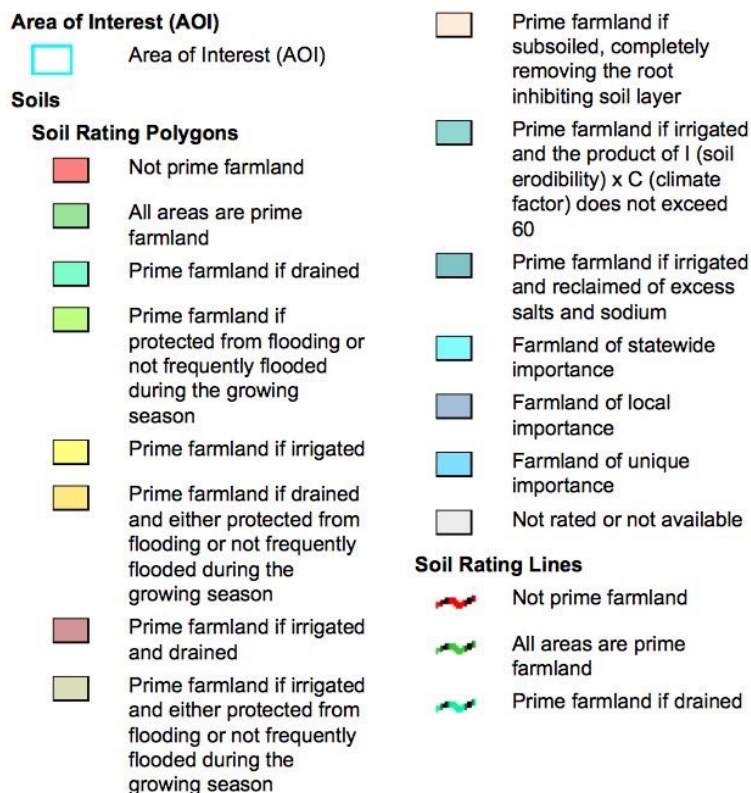 Area of Interest (AOI)
Area of Interest (AOI)
Soils
Soil Rating Polygons
Not prime farmland
All areas are prime
farmland
Prime farmland if drained
Prime farmland if
protected from flooding or
not frequently flooded
during the growing
season
Prime farmland if irrigated
Prime farmland if drained
and either protected from
flooding or not frequently
flooded during the
growing season
Prime farmland if irrigated
and drained
Prime farmland if irrigated
and either protected from
flooding or not frequently
flooded during the
growing season
Prime farmland if
subsoiled, completely
removing the root
inhibiting soil layer
Prime farmland if irrigated
and the product of I (soil
erodibility) x C (climate
factor) does not exceed
60
Prime farmland if irrigated
and reclaimed of excess
salts and sodium
Farmland of statewide
importance
Farmland of local
importance
Farmland of unique
importance
Not rated or not available
Soil Rating Lines
Not prime farmland
All areas are prime
farmland
Prime farmland if drained